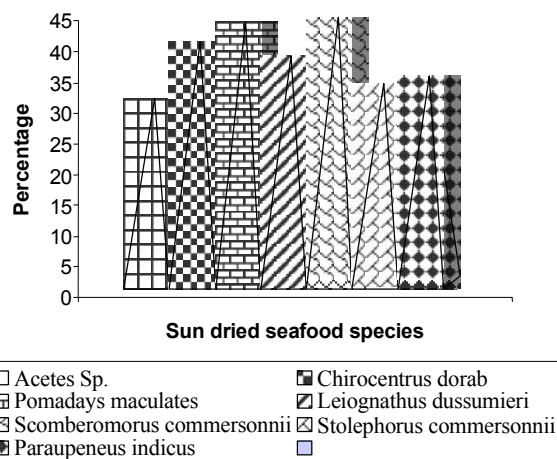 45
40
35
30
25
20
15
10
5
0
Percentage
Sun dried seafood species
Acetes Sp. Chirocentrus dorab
Pomadays maculates Leiognathus dussumieri
Scomberomorus commersonnii Stolephorus commersonnii
Paraupeneus indicus